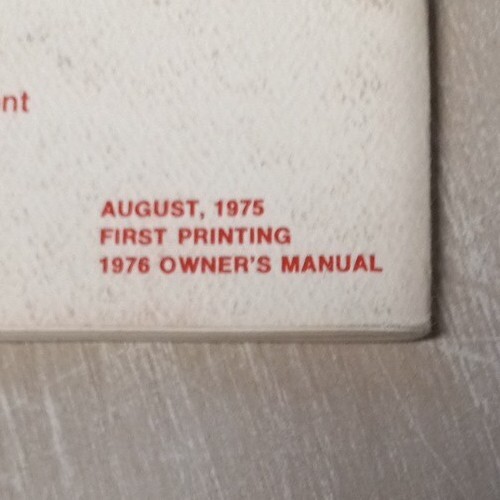 nt
AUGUST, 1975
FIRST PRINTING
1976 OWNER'S MANUAL